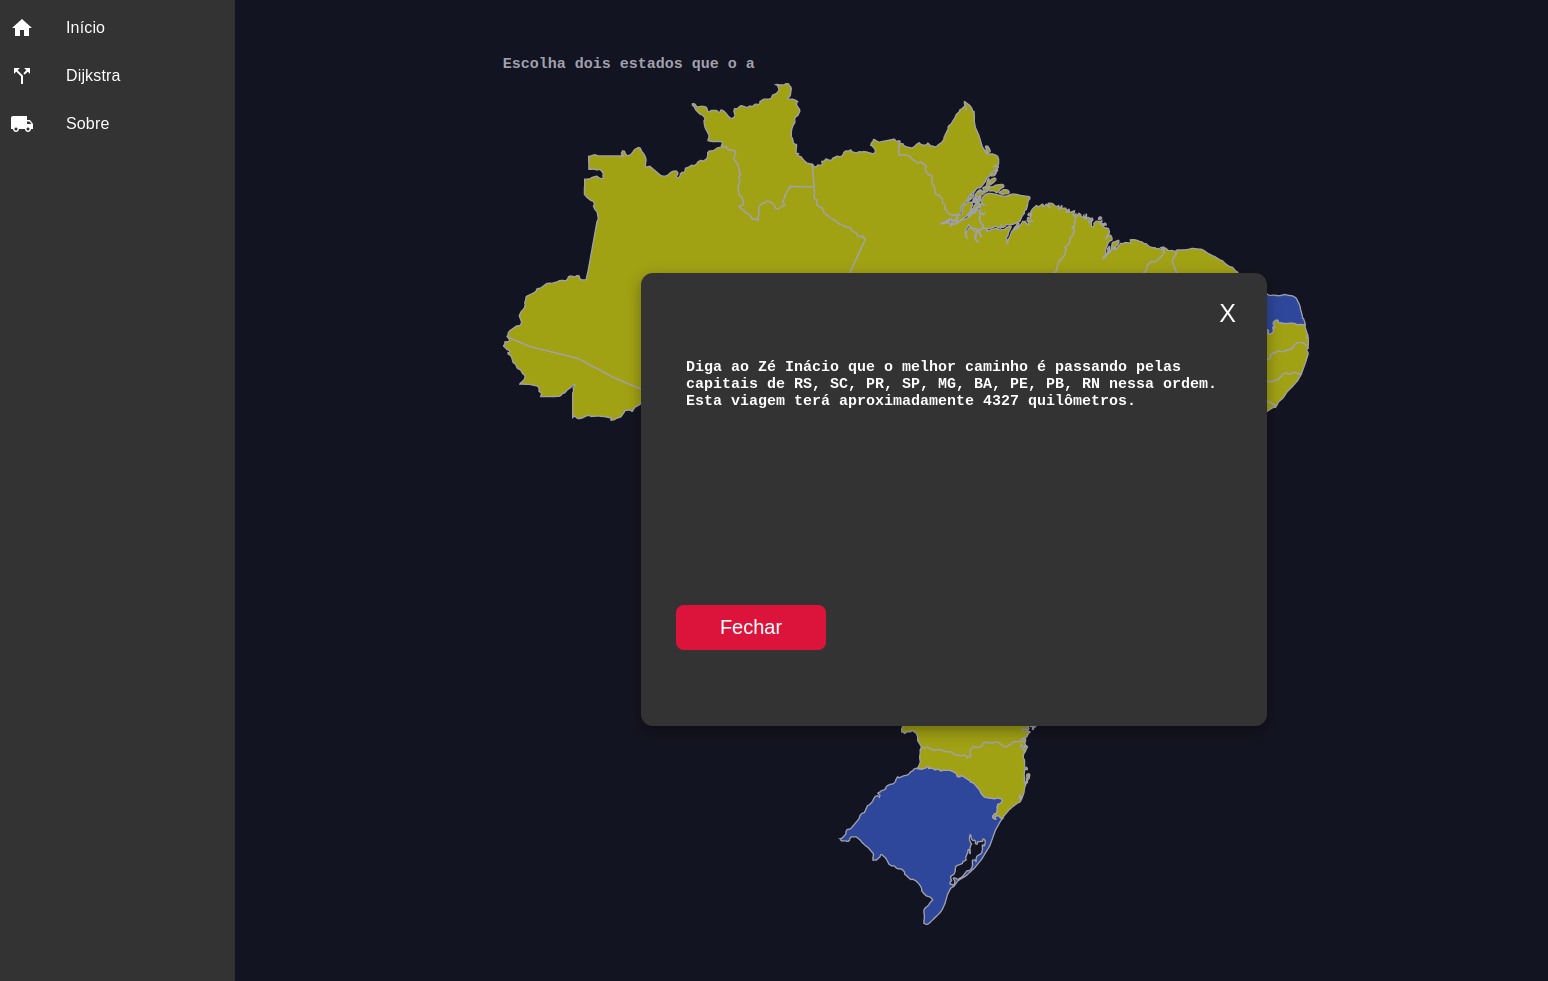 Início
Dijkstra
Sobre
Escolha dois estados que o a
X
Diga ao Zé Inácio que o melhor caminho é passando pelas
capitais de RS, SC, PR, SP, MG, BA, PE, PB, RN nessa ordem.
Esta viagem terá aproximadamente 4327 quilômetros.
Fechar